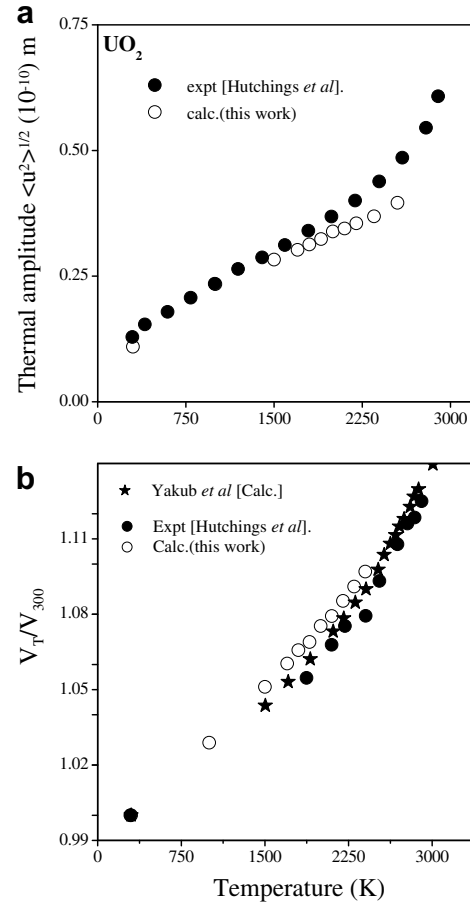 a
0.75
UO₂
expt [Hutchings et al].
calc.(this work)
0.50
0.25
0.00
Thermal amplitude <u²>^1/2 (10^-10) m
0 750 1500 2250 3000
b
Yakub et al [Calc.]
Expt [Hutchings et al].
Calc.(this work)
1.11
1.08
1.05
1.02
0.99
V_T/V_300
0 750 1500 2250 3000
Temperature (K)